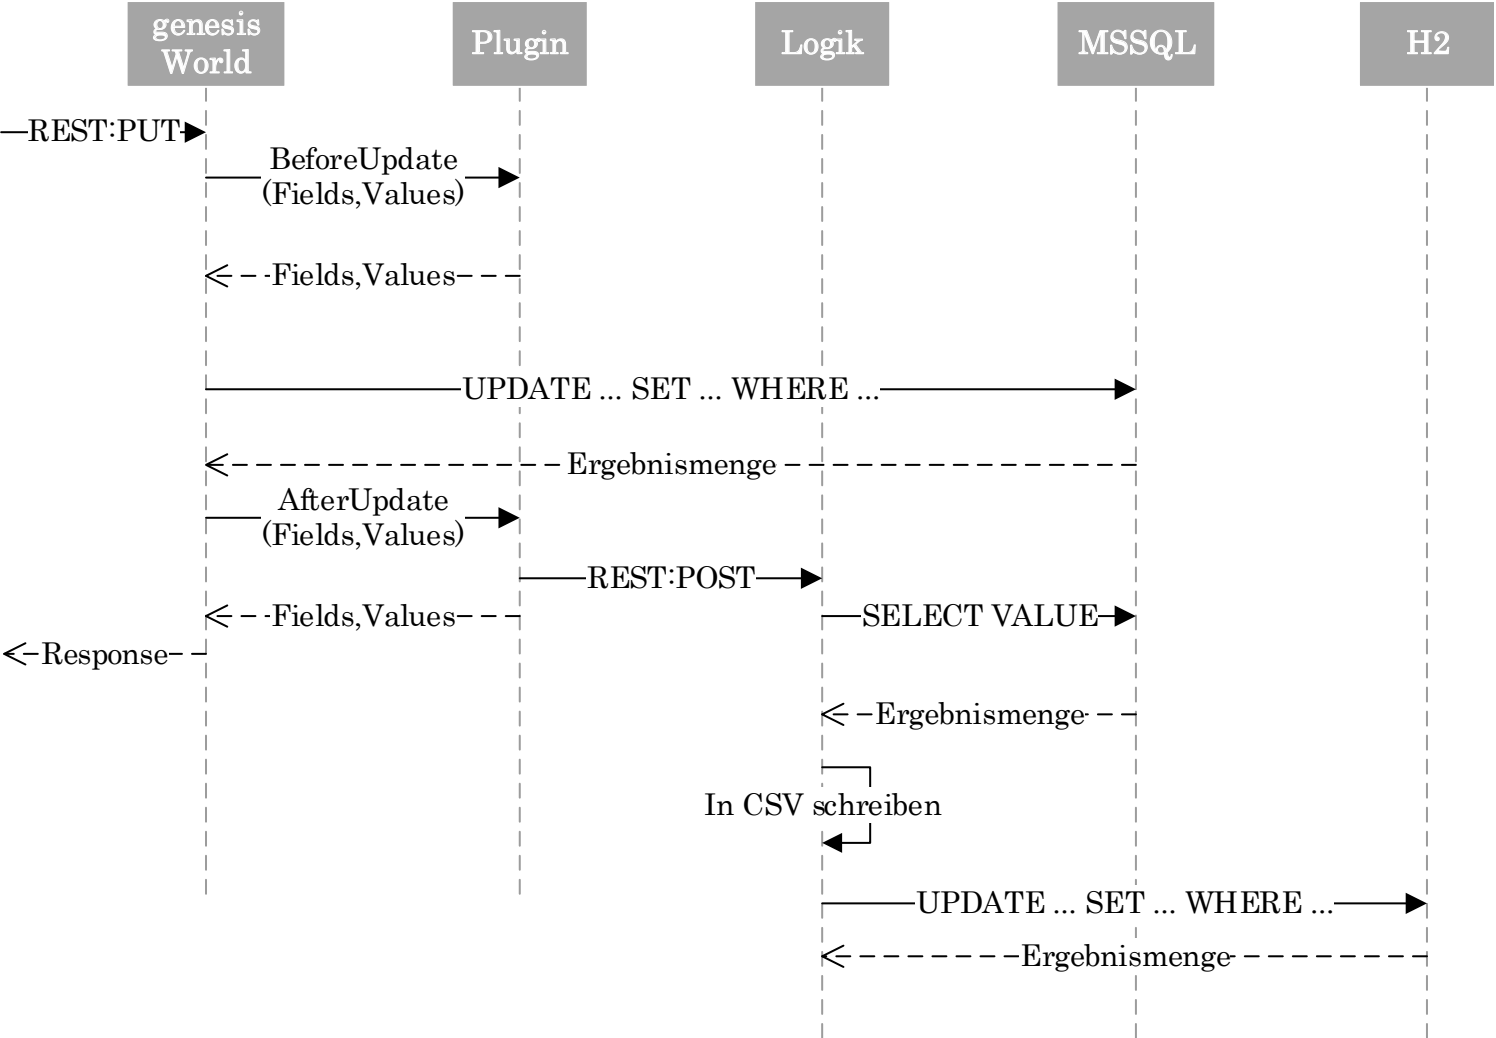 genesis
World
Plugin
Logik
MSSQL
H2
REST:PUT
BeforeUpdate
(Fields,Values)
Fields,Values
UPDATE ... SET ... WHERE ...
Ergebnismenge
AfterUpdate
(Fields,Values)
REST:POST
Fields,Values
SELECT VALUE
Response
Ergebnismenge
In CSV schreiben
UPDATE ... SET ... WHERE ...
Ergebnismenge